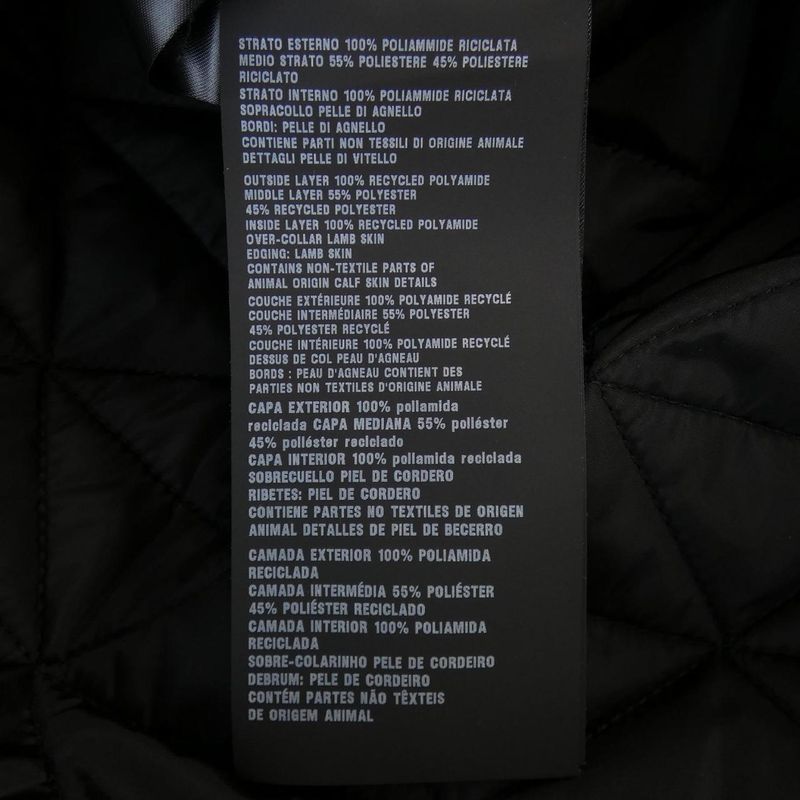 STRATO ESTERNO 100% POLIAMMIDE RICICLATA
MEDIO STRATO 55% POLIESTERE 45% POLIESTERE
RICICLATO
STRATO INTERNO 100% POLIAMMIDE RICICLATA
SOPRACOLLO PELLE DI AGNELLO
BORDI: PELLE DI AGNELLO
CONTIENE PARTI NON TESSILI DI ORIGINE ANIMALE
DETTAGLI PELLE DI VITELLO
OUTSIDE LAYER 100% RECYCLED POLYAMIDE
MIDDLE LAYER 55% POLYESTER
45% RECYCLED POLYESTER
INSIDE LAYER 100% RECYCLED POLYAMIDE
OVER-COLLAR LAMB SKIN
EDGING: LAMB SKIN
CONTAINS NON-TEXTILE PARTS OF
ANIMAL ORIGIN CALF SKIN DETAILS
COUCHE EXTÉRIEURE 100% POLYAMIDE RECYCLÉ
COUCHE INTERMÉDIAIRE 55% POLYESTER
45% POLYESTER RECYCLÉ
COUCHE INTÉRIEURE 100% POLYAMIDE RECYCLÉ
DESSUS DE COL PEAU D'AGNEAU
BORDS : PEAU D'AGNEAU CONTIENT DES
PARTIES NON TEXTILES D'ORIGINE ANIMALE
CAPA EXTERIOR 100% poliamida
reciclada CAPA MEDIANA 55% poliéster
45% poliéster reciclado
CAPA INTERIOR 100% poliamida reciclada
SOBRECUELLO PIEL DE CORDERO
RIBETES: PIEL DE CORDERO
CONTIENE PARTES NO TEXTILES DE ORIGEN
ANIMAL DETALLES DE PIEL DE BECERRO
CAMADA EXTERIOR 100% POLIAMIDA
RECICLADA
CAMADA INTERMÉDIA 55% POLIÉSTER
45% POLIÉSTER RECICLADO
CAMADA INTERIOR 100% POLIAMIDA
RECICLADA
SOBRE-COLARINHO PELE DE CORDEIRO
DEBRUM: PELE DE CORDEIRO
CONTÉM PARTES NÃO TÊXTEIS
DE ORIGEM ANIMAL